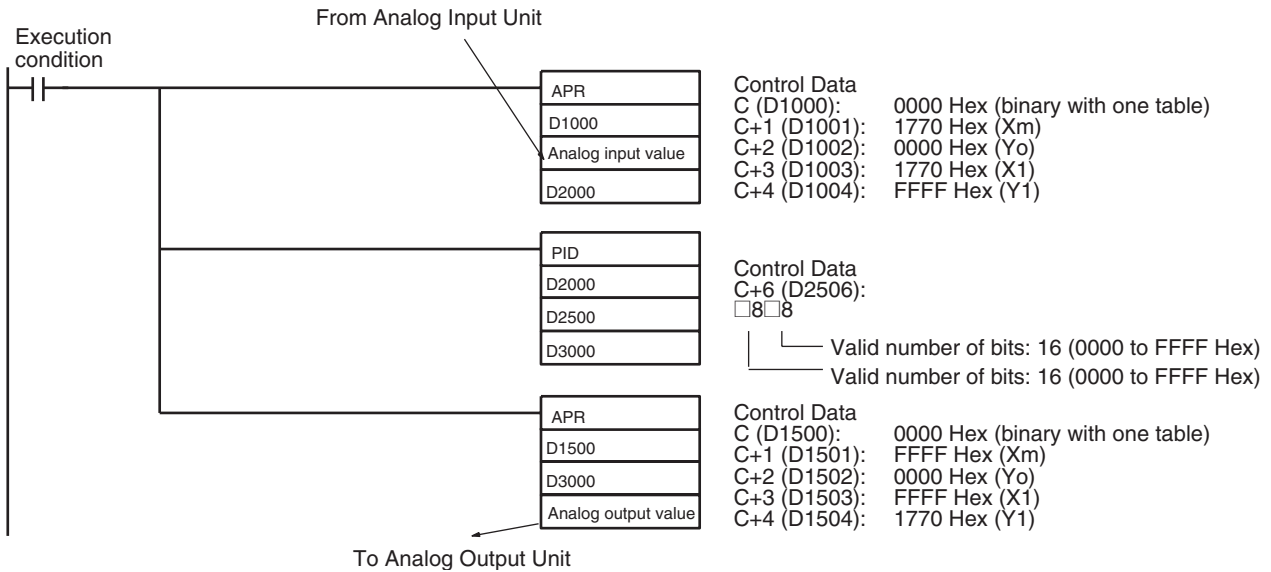 From Analog Input Unit
Execution
condition
APR
D1000
Analog input value
D2000
Control Data
C (D1000): 0000 Hex (binary with one table)
C+1 (D1001): 1770 Hex (Xm)
C+2 (D1002): 0000 Hex (Yo)
C+3 (D1003): 1770 Hex (X1)
C+4 (D1004): FFFF Hex (Y1)
PID
D2000
D2500
D3000
Control Data
C+6 (D2506):
□8□8
Valid number of bits: 16 (0000 to FFFF Hex)
Valid number of bits: 16 (0000 to FFFF Hex)
APR
D1500
D3000
Analog output value
Control Data
C (D1500): 0000 Hex (binary with one table)
C+1 (D1501): FFFF Hex (Xm)
C+2 (D1502): 0000 Hex (Yo)
C+3 (D1503): FFFF Hex (X1)
C+4 (D1504): 1770 Hex (Y1)
To Analog Output Unit